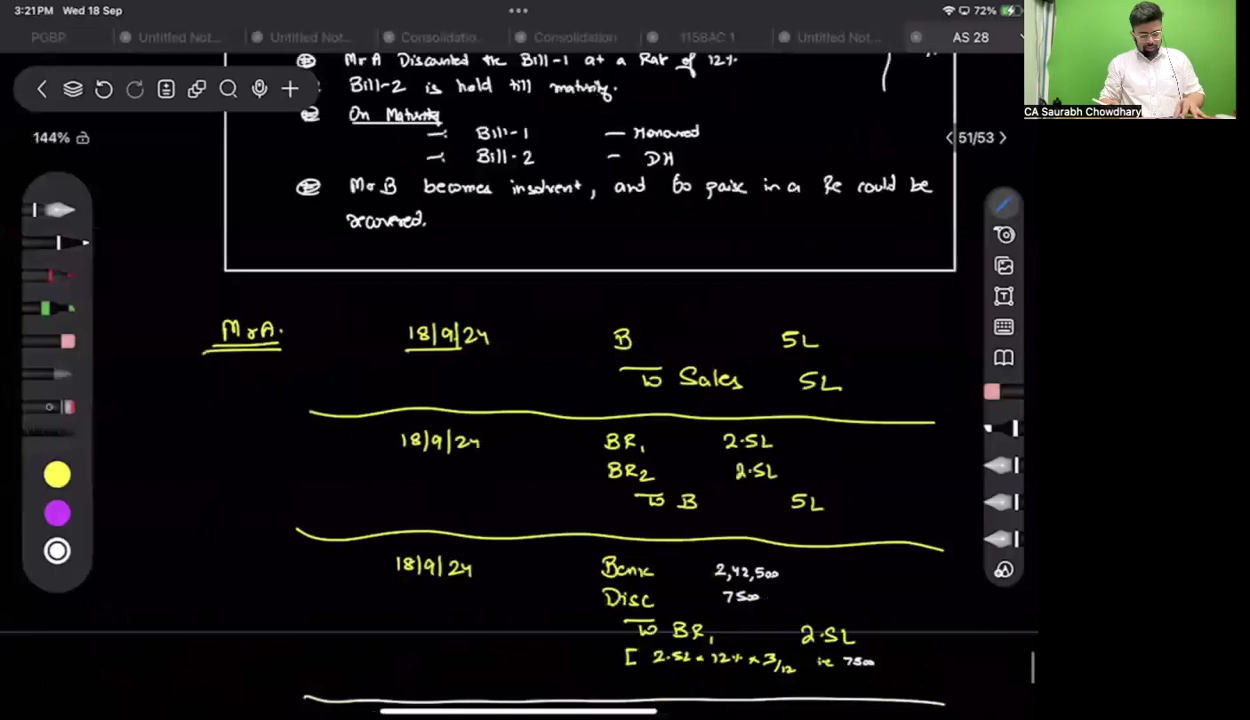 3:21 PM Wed 18 Sep
72%
PGBP
Untitled Not...
Untitled Not...
Consolidatio...
Consolidation
115BAC 1
Untitled Not...
AS 28
CA Saurabh Chowdhary
144%
51/53
Mr A Discounted the Bill-1 at a Rat of 12%.
Bill-2 is hold till maturity.
On Maturity
Bill-1 — Honoured
Bill-2 — DH
Mr B becomes insolvent, and 60 paise in a Re could be
recovered.
Mr A. 18/9/24 B 5L
To Sales 5L
18/9/24 BR1 2.5L
BR2 2.5L
To B 5L
18/9/24 Bank 2,42,500
Disc 7500
To BR1 2.5L
[ 2.5L × 12% × 3/12 ie 7500